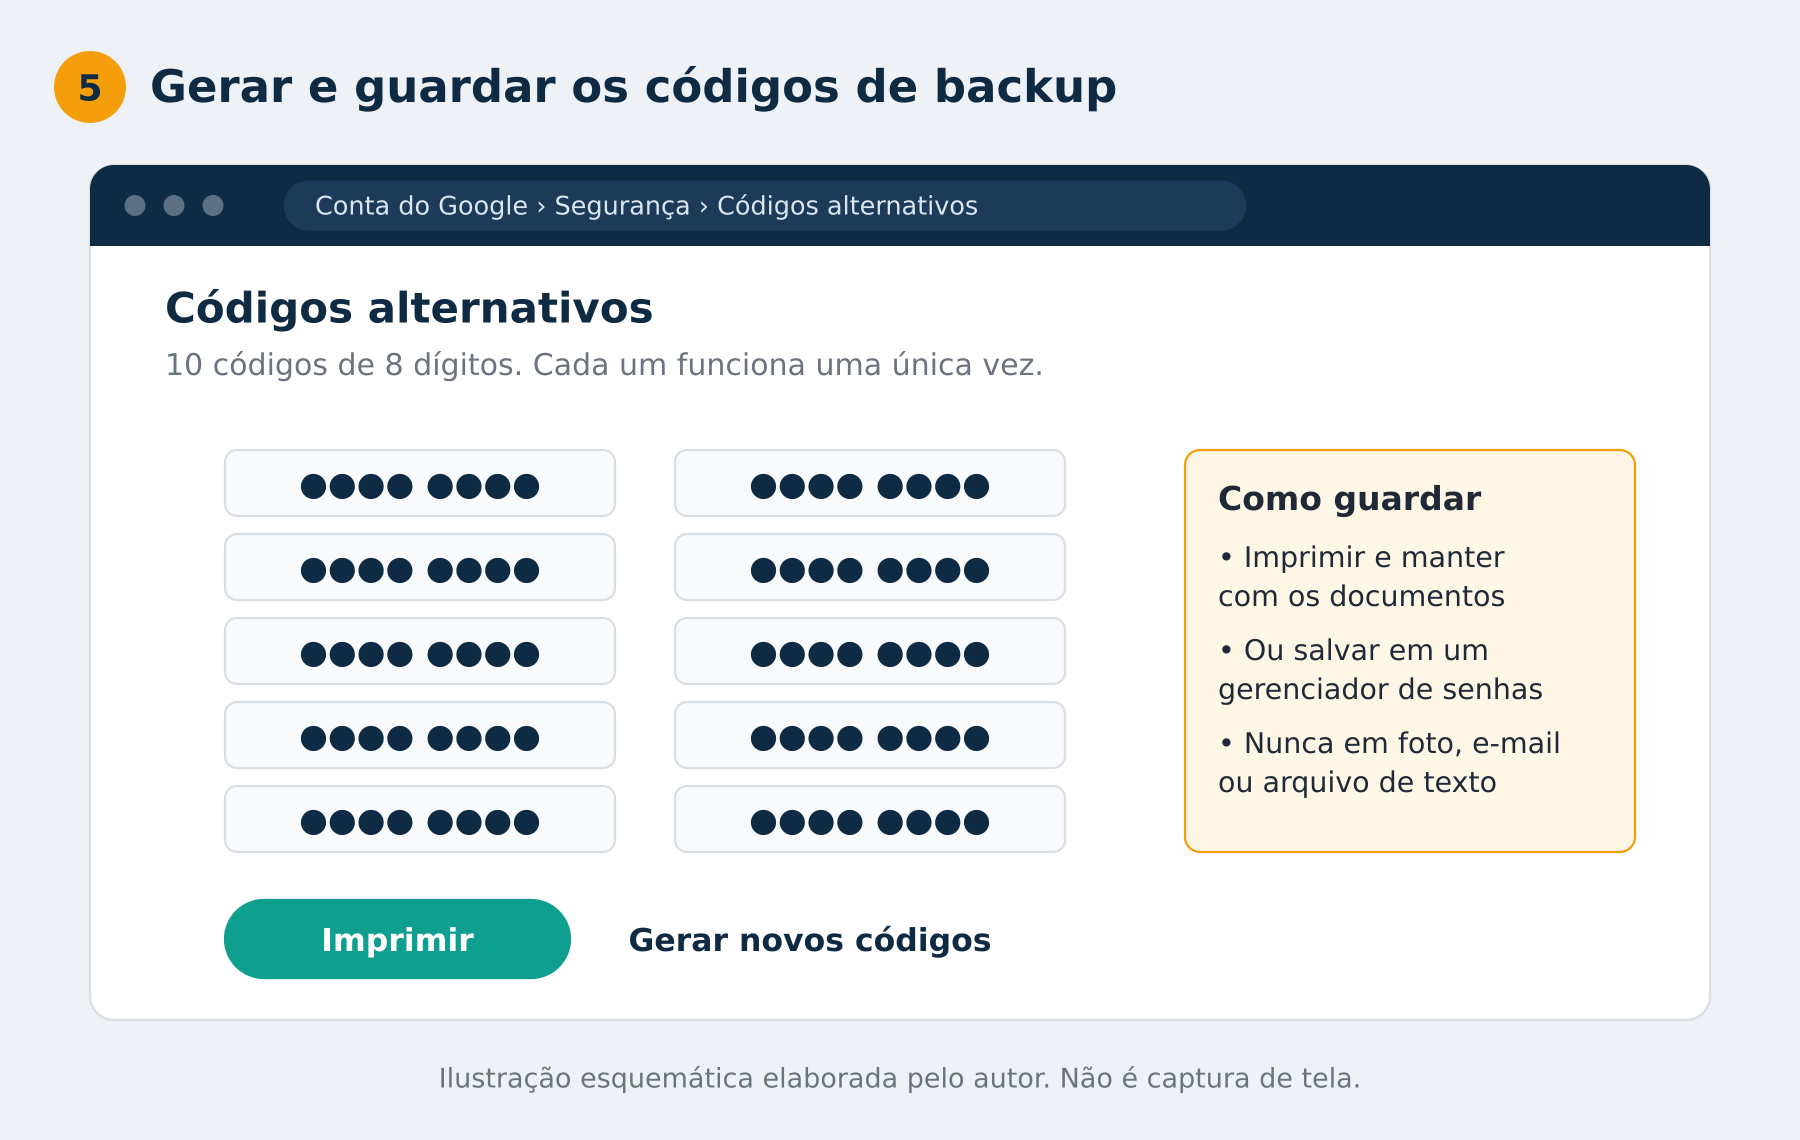 5
Gerar e guardar os códigos de backup
Conta do Google › Segurança › Códigos alternativos
Códigos alternativos
10 códigos de 8 dígitos. Cada um funciona uma única vez.
●●●● ●●●● ●●●● ●●●●
●●●● ●●●● ●●●● ●●●●
●●●● ●●●● ●●●● ●●●●
●●●● ●●●● ●●●● ●●●●
●●●● ●●●● ●●●● ●●●●
Como guardar
• Imprimir e manter
com os documentos
• Ou salvar em um
gerenciador de senhas
• Nunca em foto, e-mail
ou arquivo de texto
Imprimir
Gerar novos códigos
Ilustração esquemática elaborada pelo autor. Não é captura de tela.